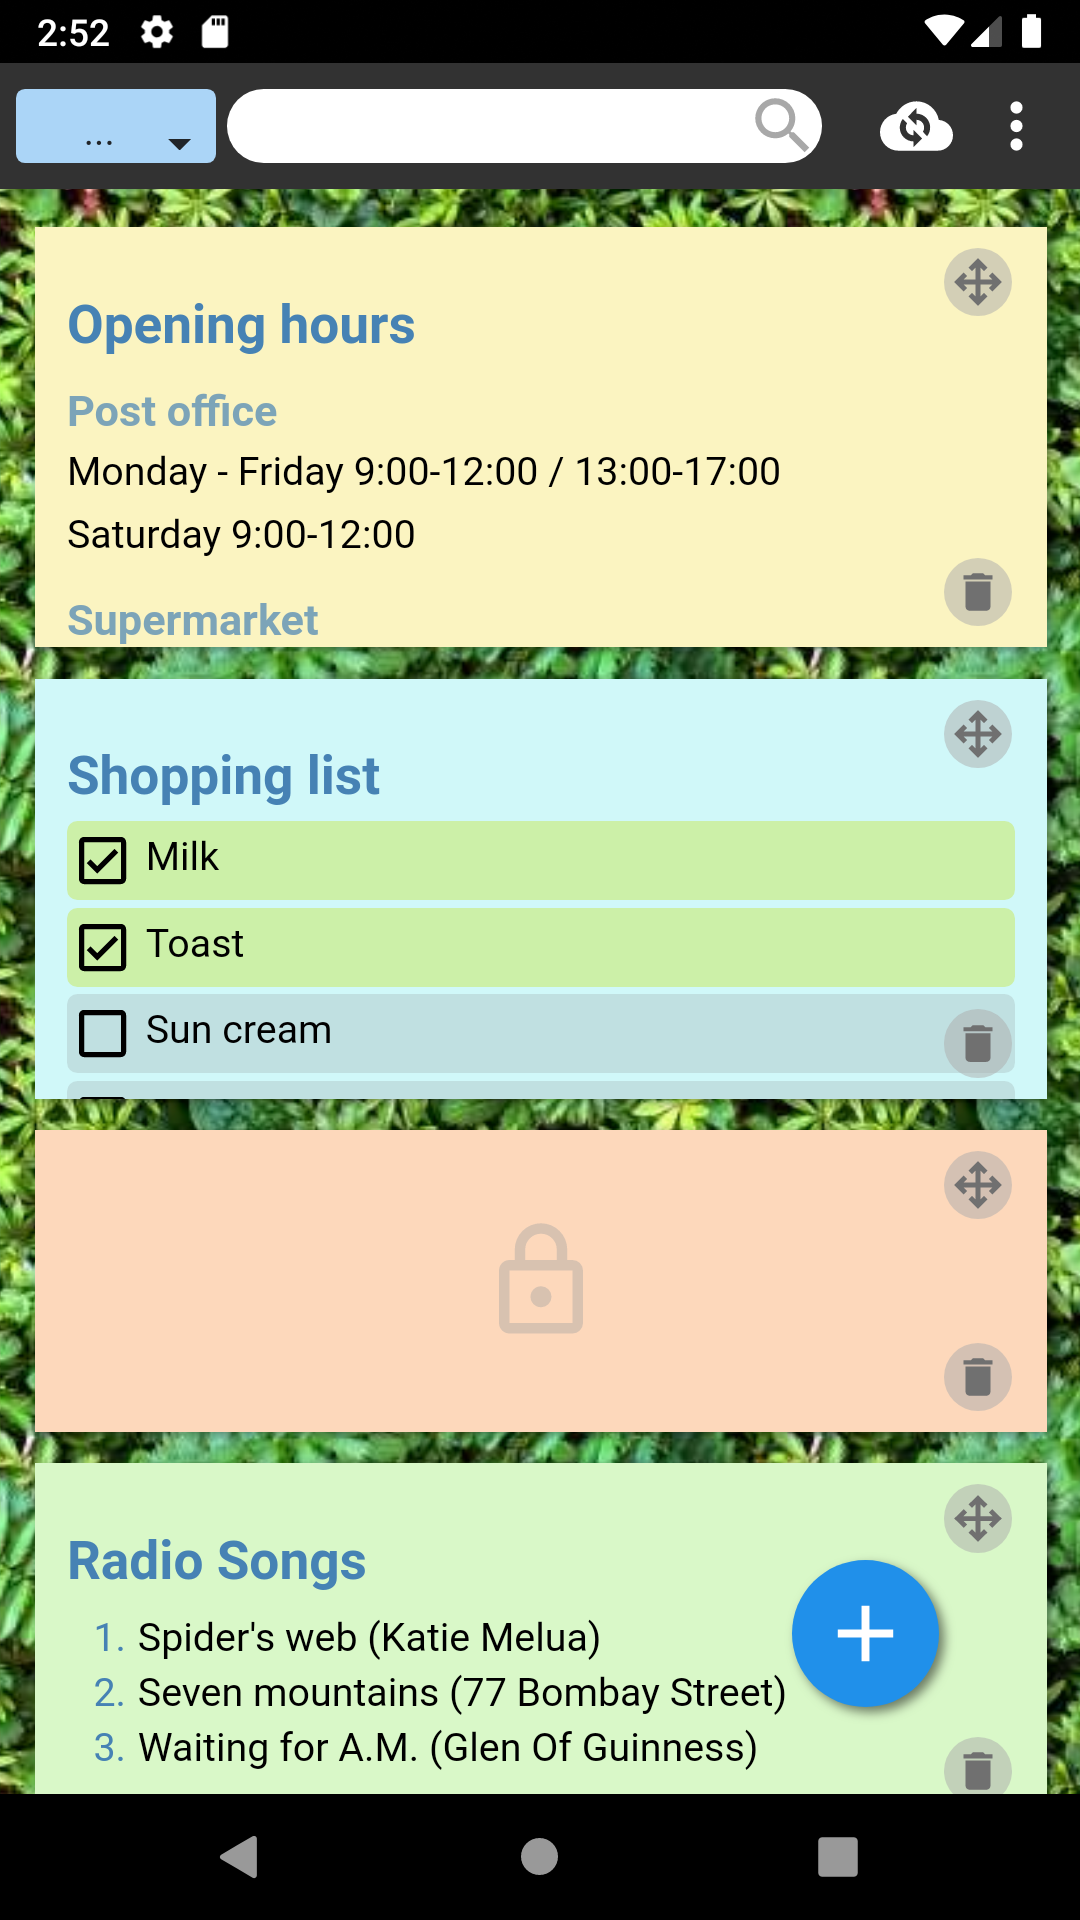 2:52
...
Opening hours
Post office
Monday - Friday 9:00-12:00 / 13:00-17:00
Saturday 9:00-12:00
Supermarket
Shopping list
Milk
Toast
Sun cream
Radio Songs
1. Spider's web (Katie Melua)
2. Seven mountains (77 Bombay Street)
3. Waiting for A.M. (Glen Of Guinness)